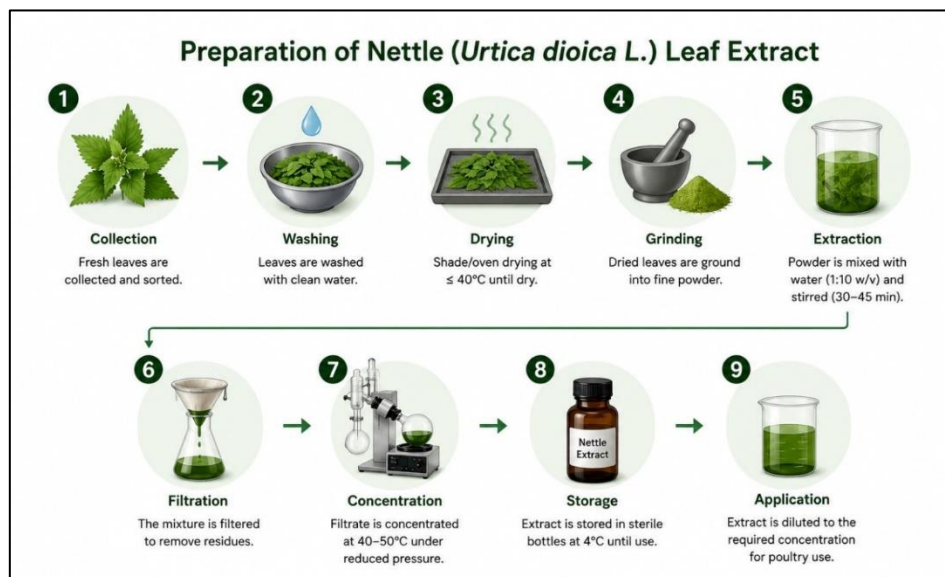 Preparation of Nettle (Urtica dioica L.) Leaf Extract
1
Collection
Fresh leaves are
collected and sorted.
2
Washing
Leaves are washed
with clean water.
3
Drying
Shade/oven drying at
≤ 40°C until dry.
4
Grinding
Dried leaves are ground
into fine powder.
5
Extraction
Powder is mixed with
water (1:10 w/v) and
stirred (30–45 min).
6
Filtration
The mixture is filtered
to remove residues.
7
Concentration
Filtrate is concentrated
at 40–50°C under
reduced pressure.
8
Nettle
Extract
Storage
Extract is stored in sterile
bottles at 4°C until use.
9
Application
Extract is diluted to the
required concentration
for poultry use.